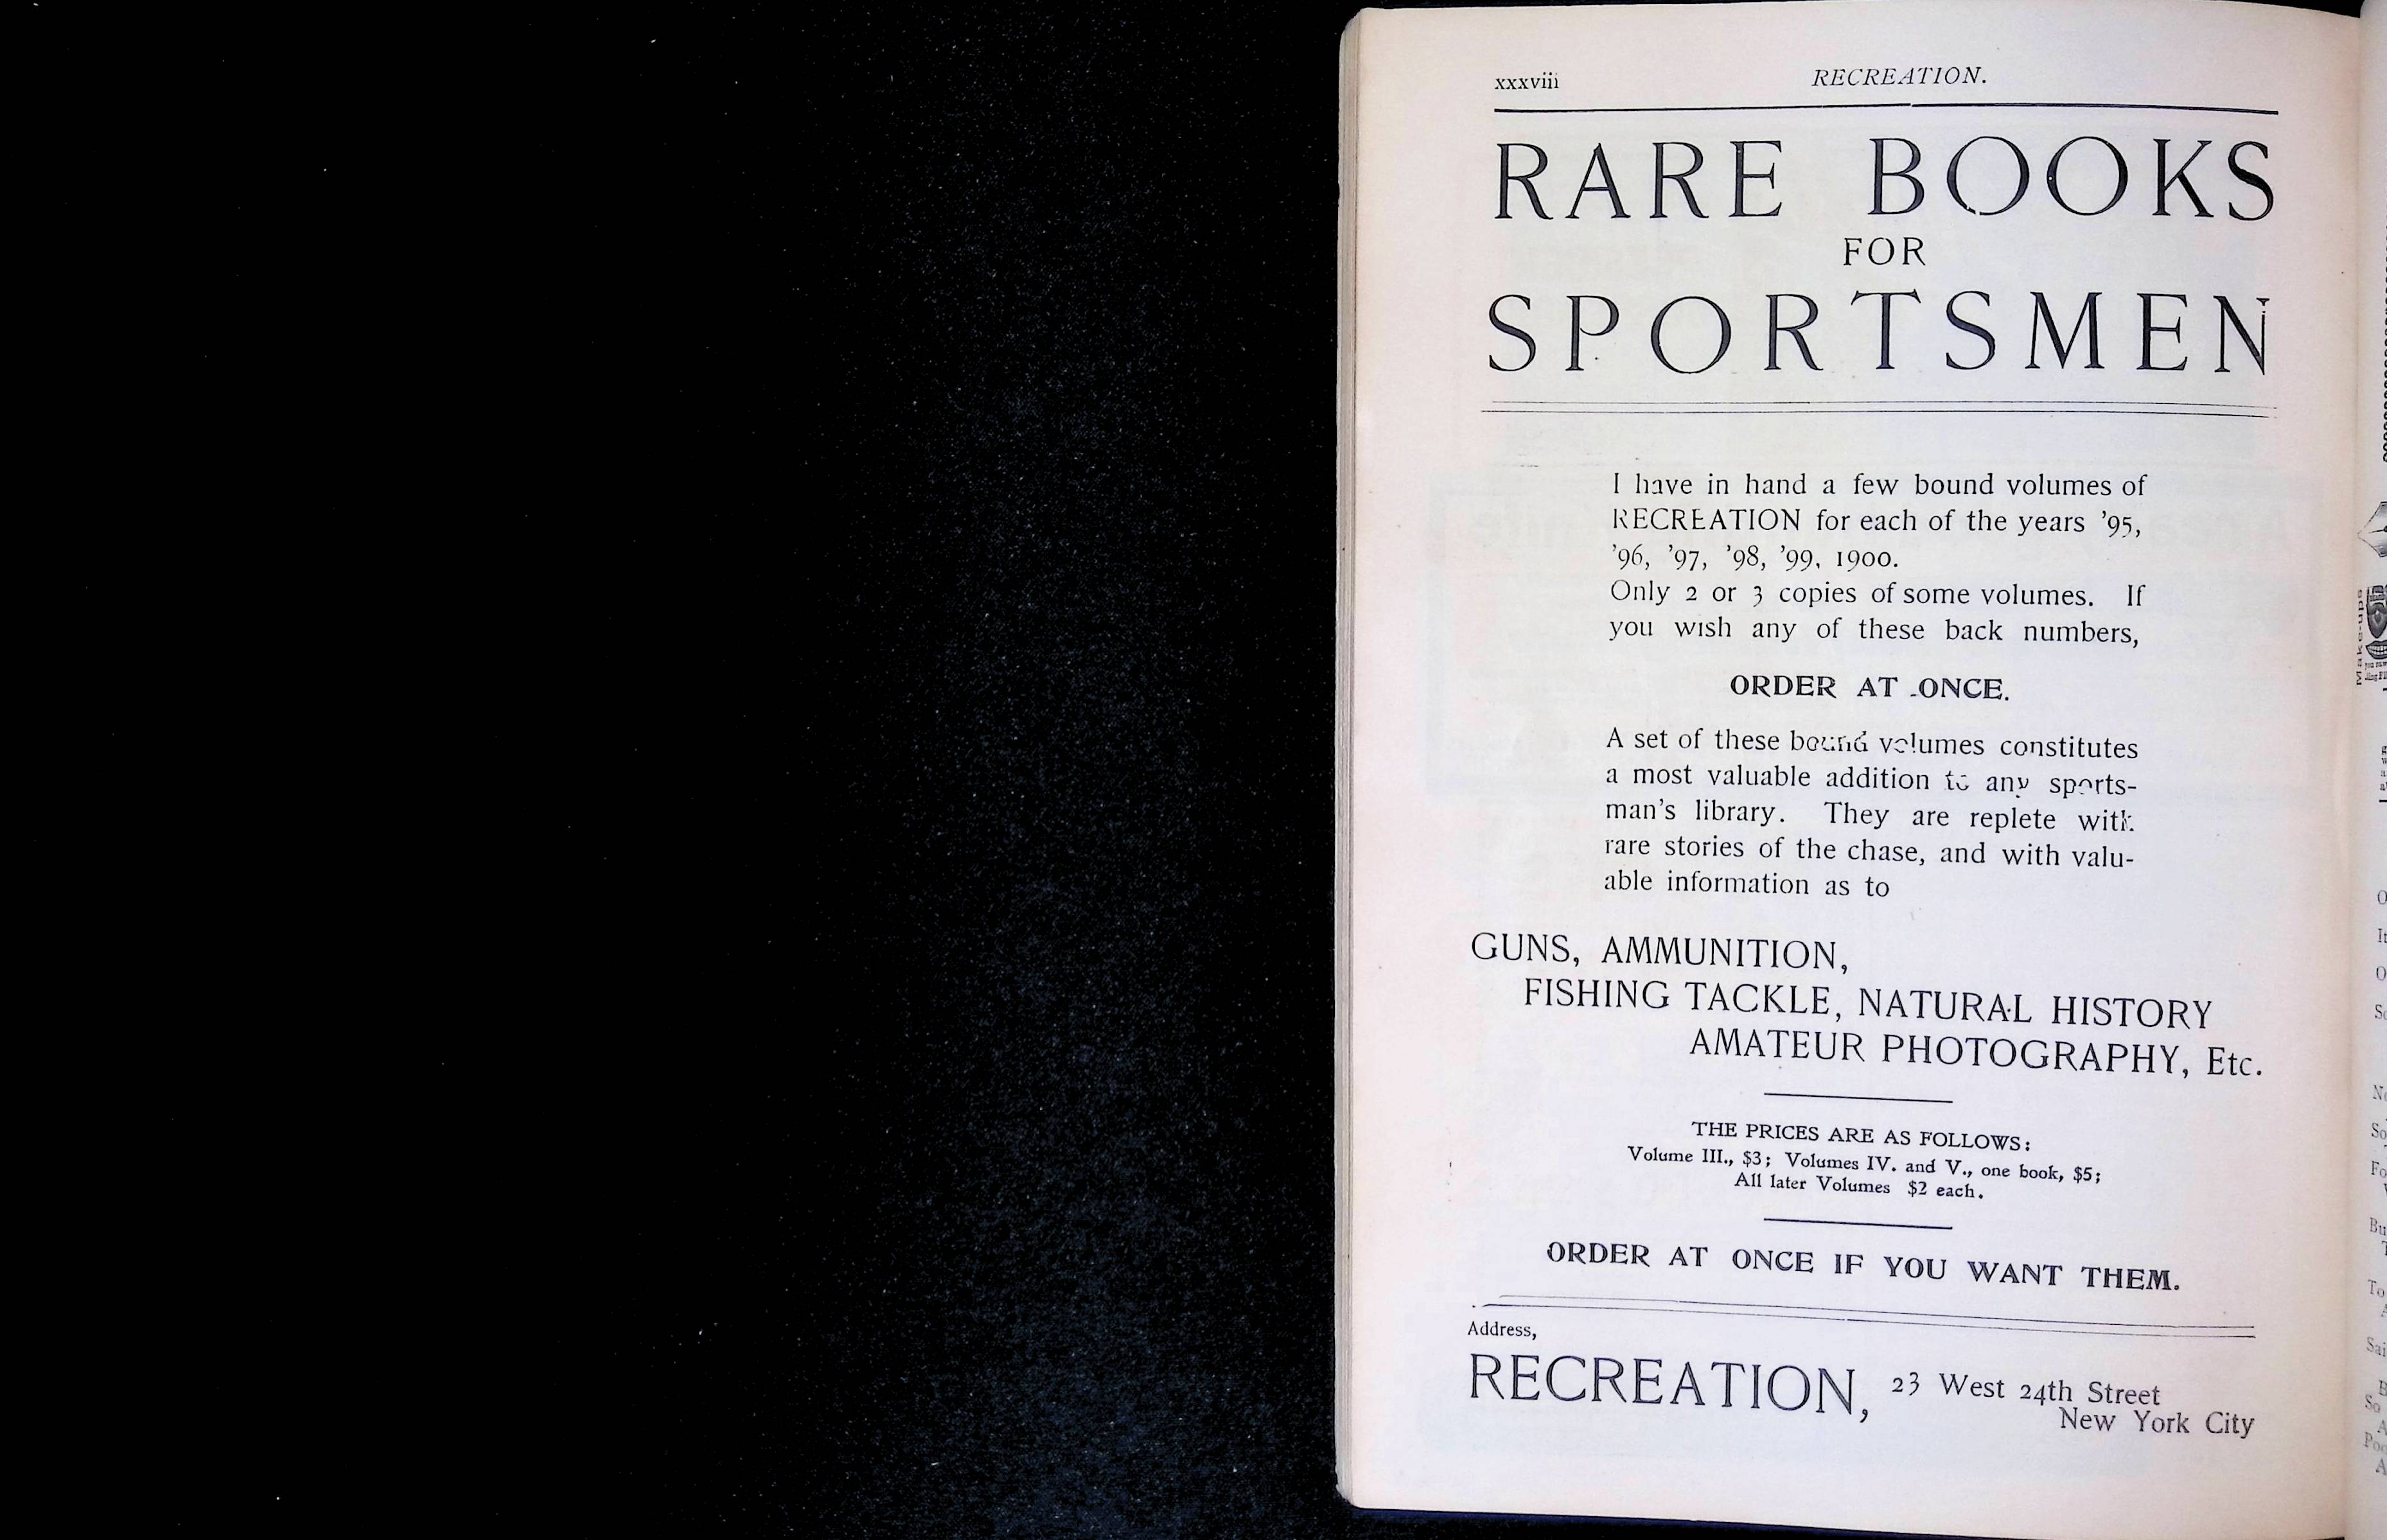 xxxviii RECREATION.
RARE BOOKS
FOR
SPORTSMEN
I have in hand a few bound volumes of
RECREATION for each of the years '95,
'96, '97, '98, '99, 1900.
Only 2 or 3 copies of some volumes. If
you wish any of these back numbers,
ORDER AT ONCE.
A set of these bound volumes constitutes
a most valuable addition to any sports-
man's library. They are replete with
rare stories of the chase, and with valu-
able information as to
GUNS, AMMUNITION,
FISHING TACKLE, NATURAL HISTORY
AMATEUR PHOTOGRAPHY, Etc.
THE PRICES ARE AS FOLLOWS:
Volume III., $3; Volumes IV. and V., one book, $5;
All later Volumes $2 each.
ORDER AT ONCE IF YOU WANT THEM.
Address,
RECREATION, 23 West 24th Street
New York City
Make-ups